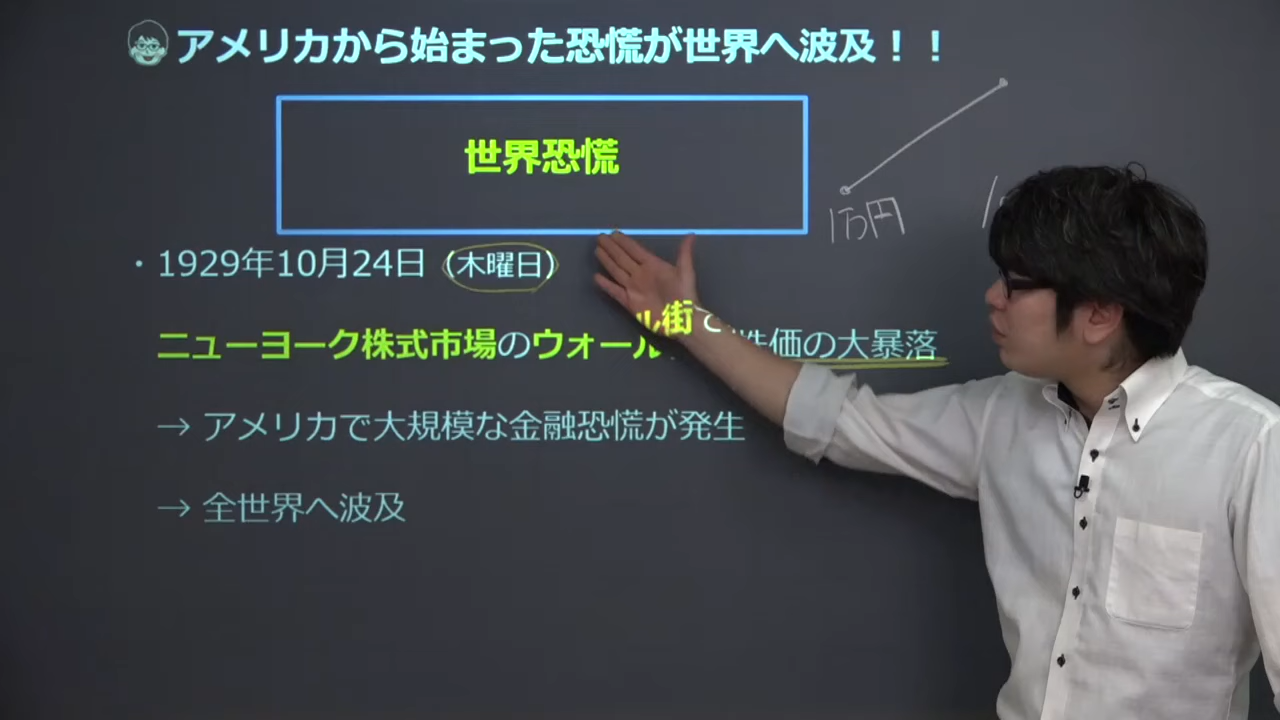 アメリカから始まった恐慌が世界へ波及！！
世界恐慌
1万円
・1929年10月24日（木曜日）
ニューヨーク株式市場のウォール街で株価の大暴落
→ アメリカで大規模な金融恐慌が発生
→ 全世界へ波及